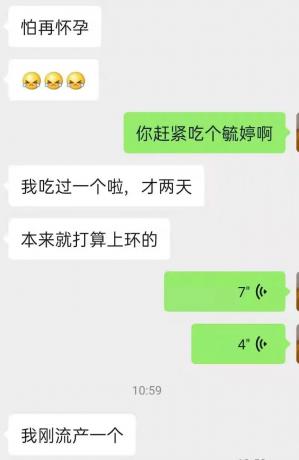 怕再怀孕
你赶紧吃个毓婷啊
我吃过一个啦，才两天
本来就打算上环的
7"
4"
10:59
我刚流产一个